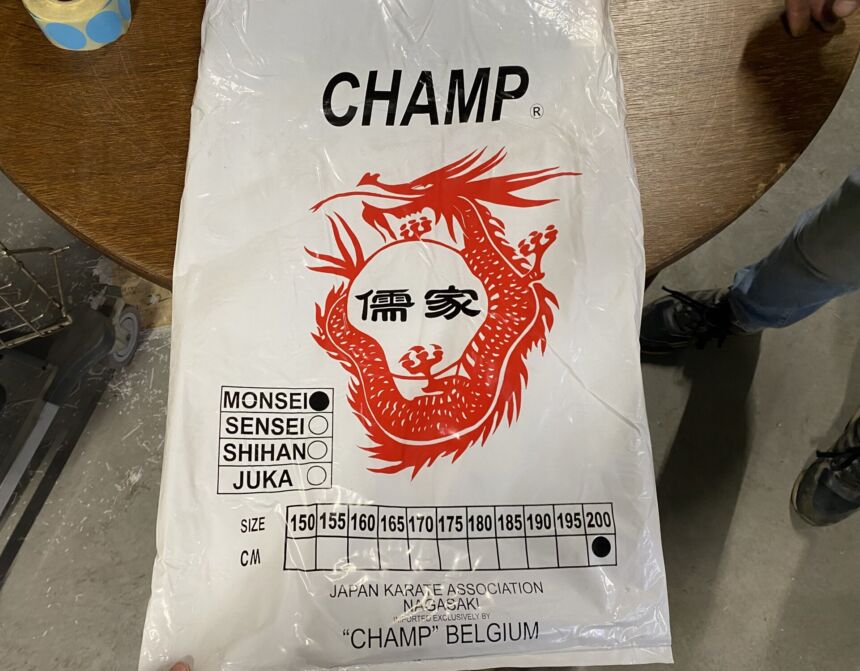 CHAMP®
儒家
MONSEI
SENSEI
SHIHAN
JUKA
SIZE 150 155 160 165 170 175 180 185 190 195 200
CM
JAPAN KARATE ASSOCIATION
NAGASAKI
IMPORTED EXCLUSIVELY BY
"CHAMP" BELGIUM